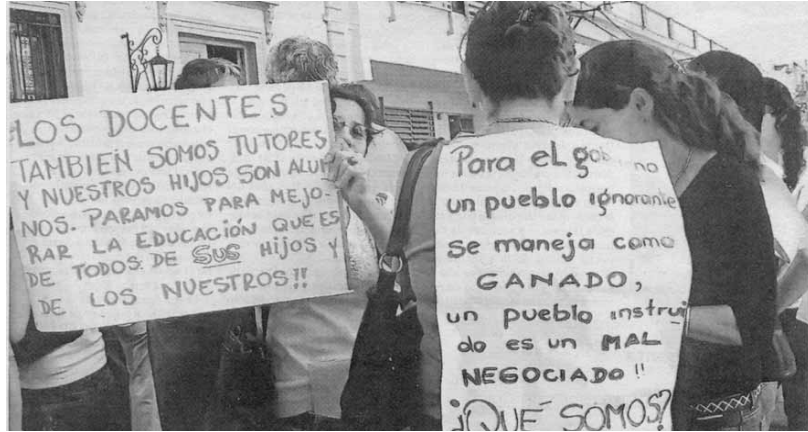 LOS DOCENTES
TAMBIEN SOMOS TUTORES
Y NUESTROS HIJOS SON ALUM
NOS. PARAMOS PARA MEJO-
RAR LA EDUCACIÓN QUE ES
DE TODOS. DE SUS HIJOS Y
DE LOS NUESTROS!!
Para el gobierno
un pueblo ignorante
se maneja como
GANADO,
un pueblo instrui
do es un MAL
NEGOCIADO!!
¡QUÉ SOMOS?